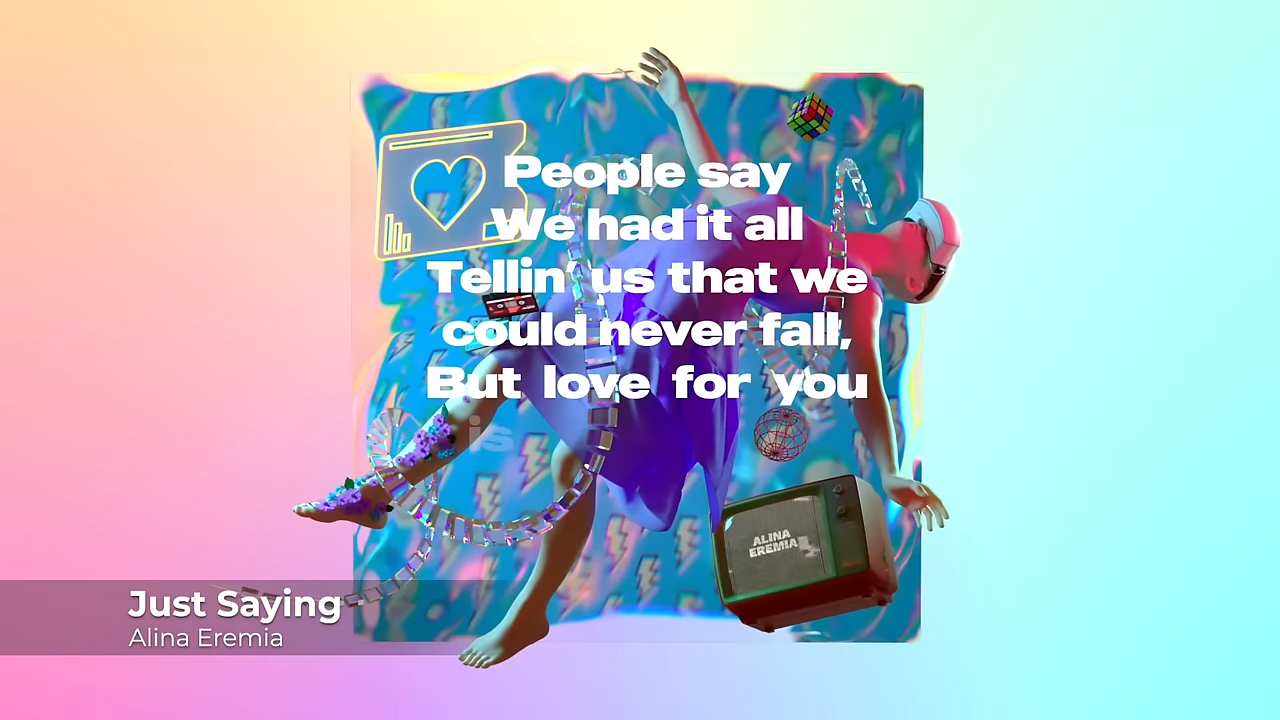 People say
We had it all
Tellin' us that we
could never fall,
But love for you
is
ALINA
EREMIA
Just Saying
Alina Eremia